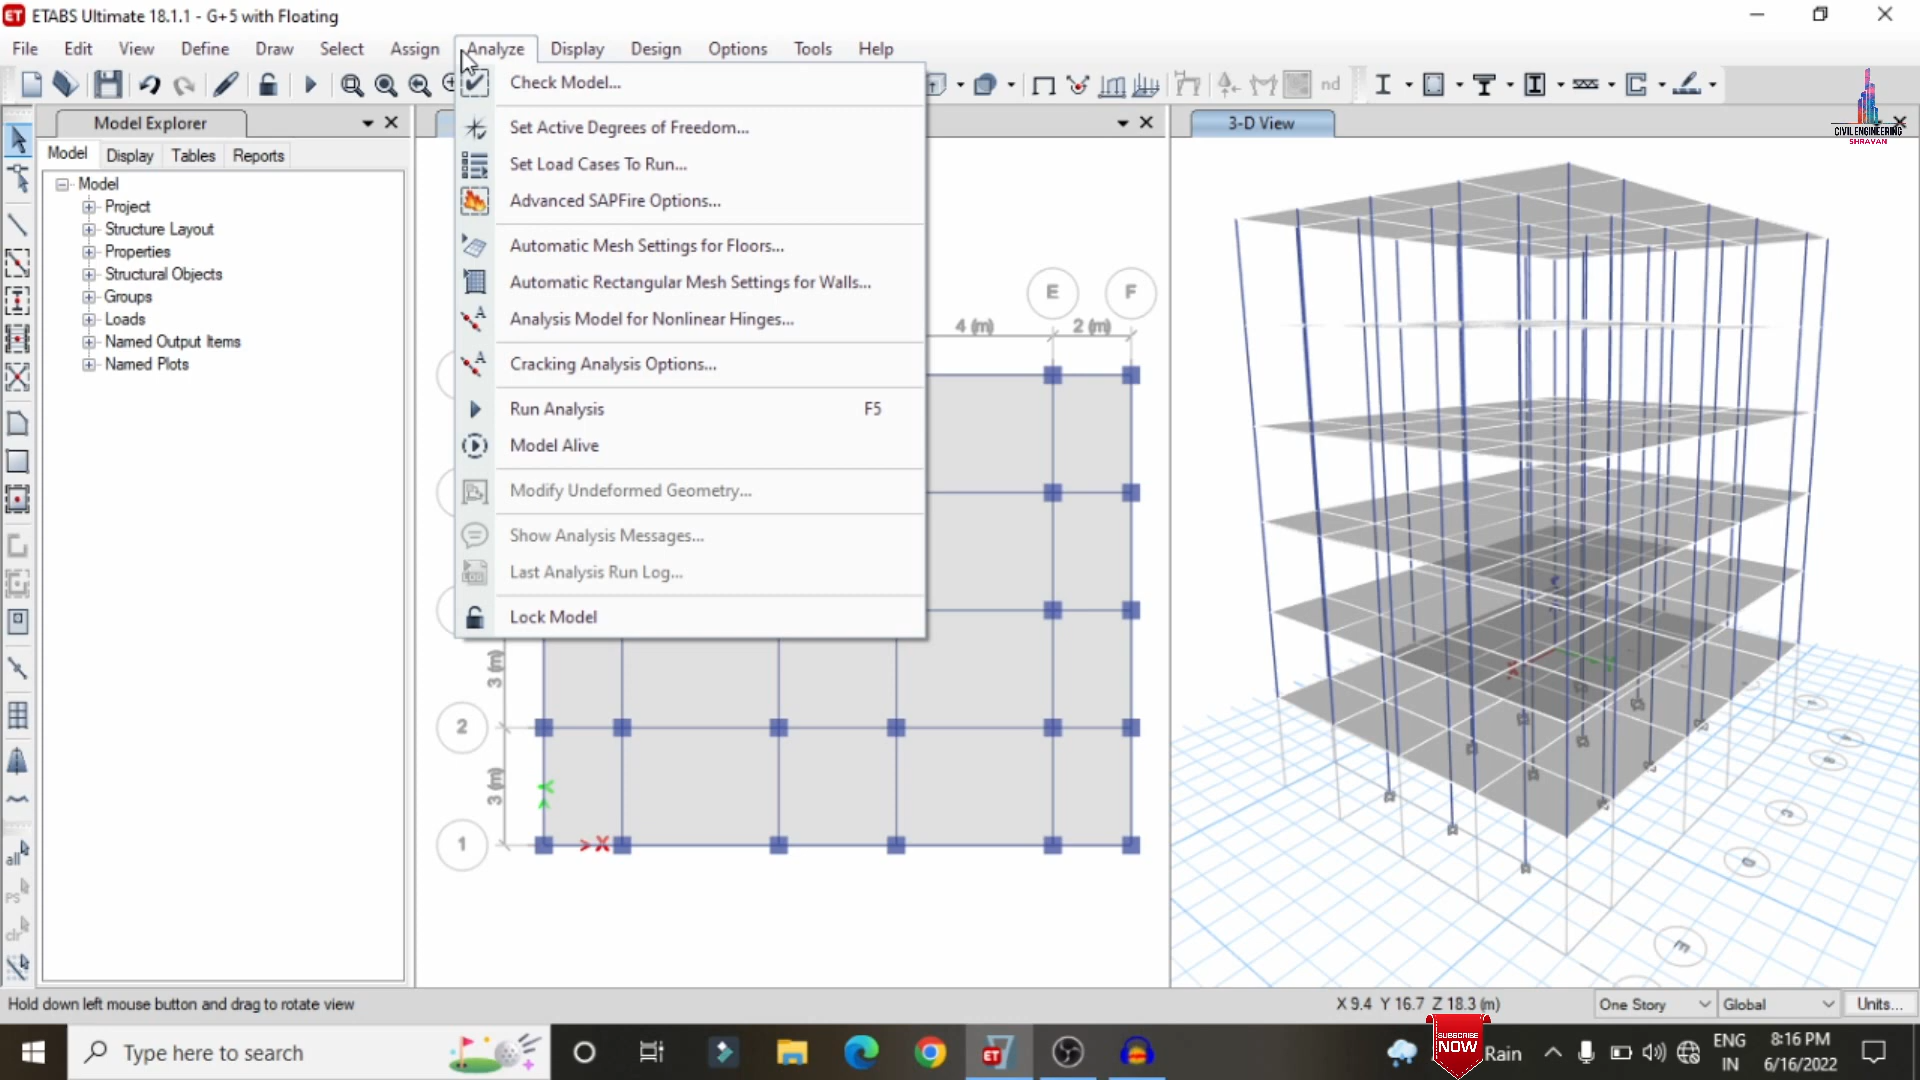 ETABS Ultimate 18.1.1 - G+5 with Floating
File Edit View Define Draw Select Assign Analyze Display Design Options Tools Help
nd
Model Explorer
Model Display Tables Reports
Model
Project
Structure Layout
Properties
Structural Objects
Groups
Loads
Named Output Items
Named Plots
Check Model...
Set Active Degrees of Freedom...
Set Load Cases To Run...
Advanced SAPFire Options...
Automatic Mesh Settings for Floors...
Automatic Rectangular Mesh Settings for Walls...
Analysis Model for Nonlinear Hinges...
Cracking Analysis Options...
Run Analysis F5
Model Alive
Modify Undeformed Geometry...
Show Analysis Messages...
Last Analysis Run Log...
Lock Model
E F
4 (m) 2 (m)
3 (m)
2
3 (m)
1
X
3-D View
CIVIL ENGINEERING
SHRAVAN
all
PS
clr
Hold down left mouse button and drag to rotate view
X 9.4 Y 16.7 Z 18.3 (m)
One Story
Global
Units...
Type here to search
ET
SUBSCRIBE
NOW
Rain
ENG
IN
8:16 PM
6/16/2022